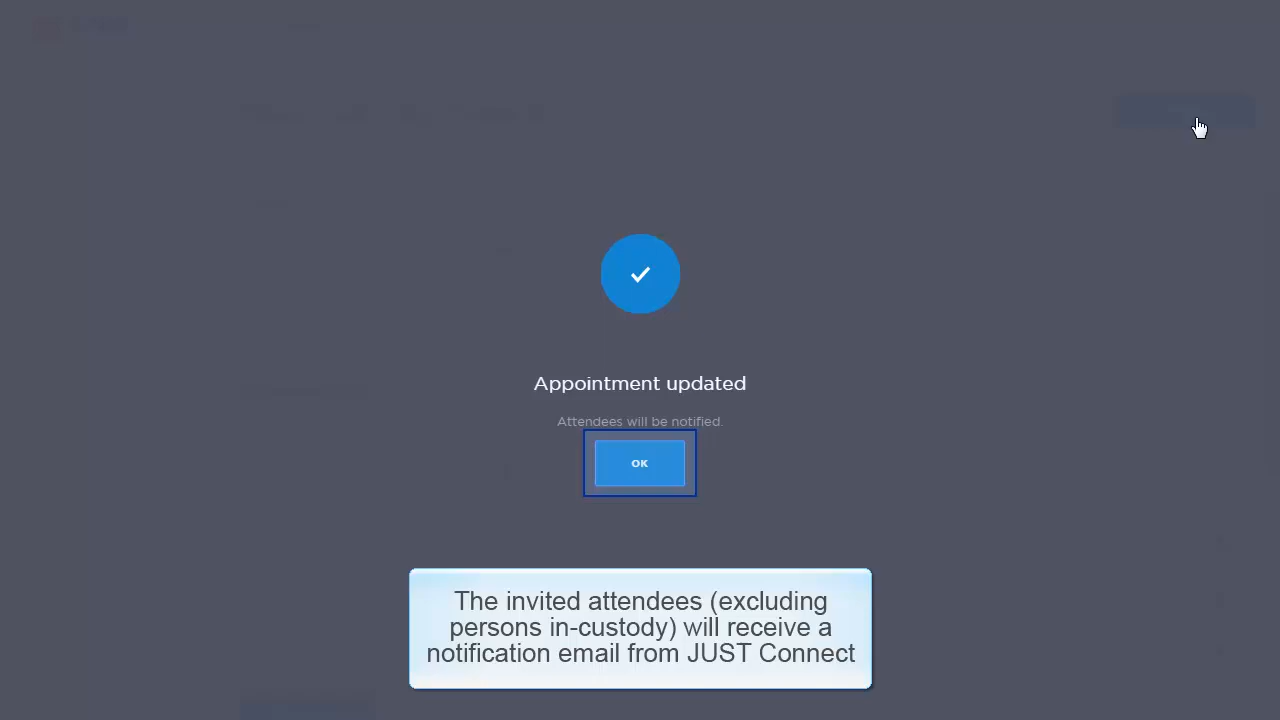 Appointment updated
Attendees will be notified.
OK
The invited attendees (excluding
persons in-custody) will receive a
notification email from JUST Connect